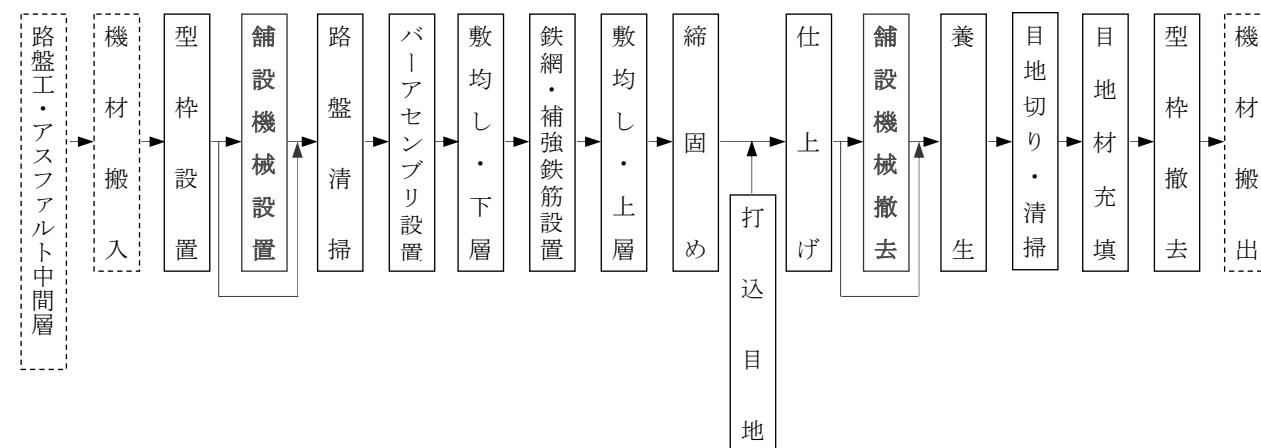 路盤工・アスファルト中間層
機材搬入
型枠設置
舗設機械設置
路盤清掃
バーアセンブリ設置
敷均し・下層
鉄網・補強鉄筋設置
敷均し・上層
締固め
打込目地
仕上げ
舗設機械撤去
養生
目地切り・清掃
目地材充填
型枠撤去
機材搬出